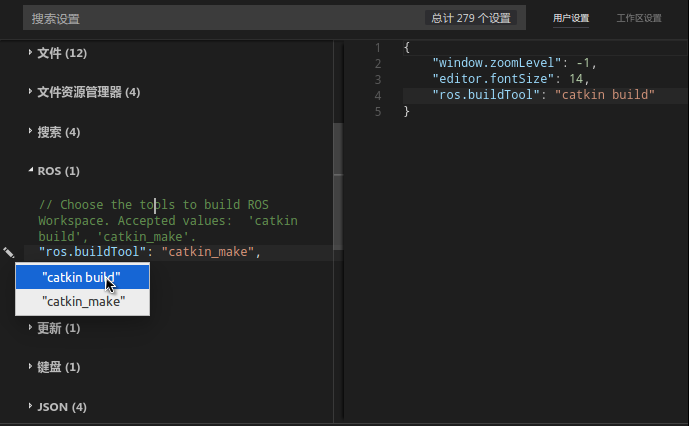 搜索设置
总计 279 个设置
用户设置
工作区设置
文件 (12)
文件资源管理器 (4)
搜索 (4)
ROS (1)
// Choose the tools to build ROS
Workspace. Accepted values:  'catkin
build', 'catkin_make'.
"ros.buildTool": "catkin_make",
"catkin build"
"catkin_make"
更新 (1)
键盘 (1)
JSON (4)
1 {
2 "window.zoomLevel": -1,
3 "editor.fontSize": 14,
4 "ros.buildTool": "catkin build"
5 }